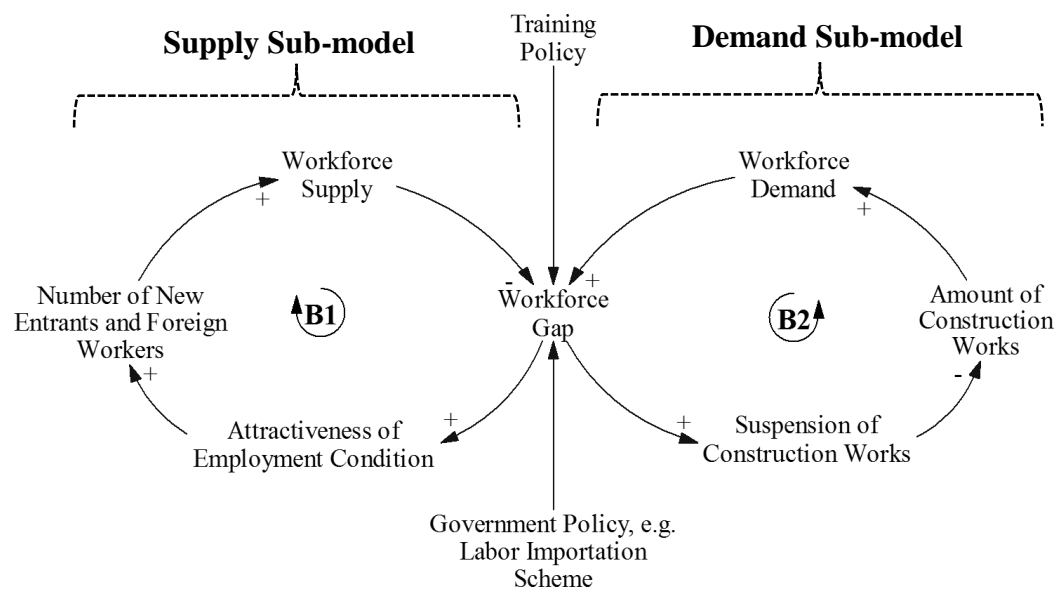 Supply Sub-model
Training
Policy
Demand Sub-model
Workforce
Supply
+
-
Workforce
Demand
+
+
Number of New
Entrants and Foreign
Workers
+
B1
Workforce
Gap
B2
Amount of
Construction
Works
-
Attractiveness of
Employment Condition
+
+
Suspension of
Construction Works
Government Policy, e.g.
Labor Importation
Scheme